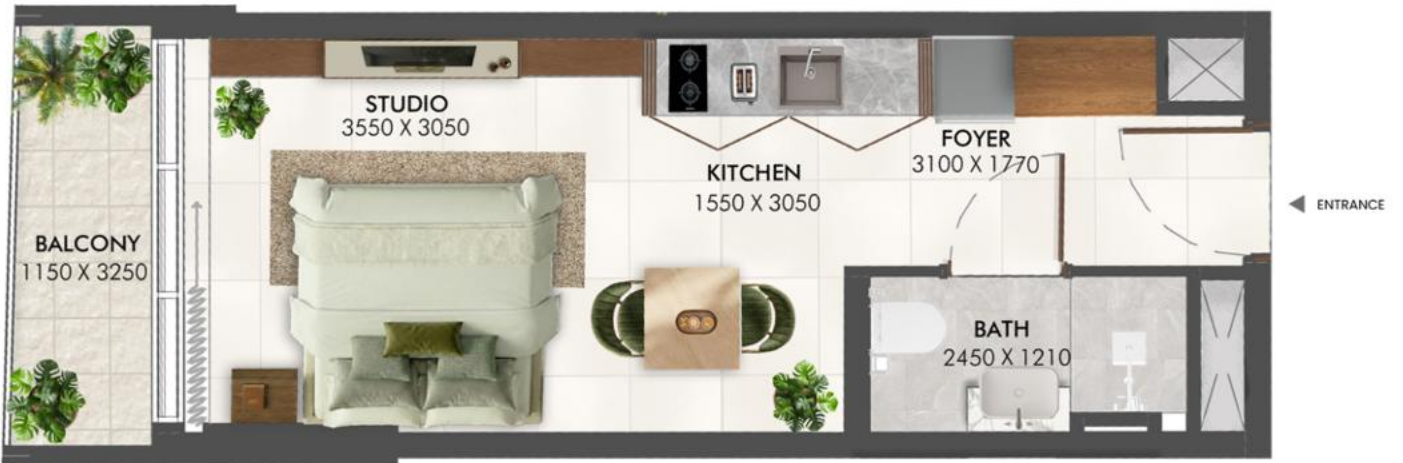 STUDIO
3550 X 3050
KITCHEN
1550 X 3050
FOYER
3100 X 1770
ENTRANCE
BALCONY
1150 X 3250
BATH
2450 X 1210